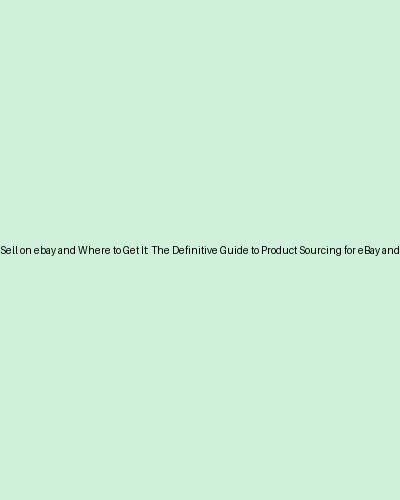 Sell on ebay and Where to Get It: The Definitive Guide to Product Sourcing for eBay and